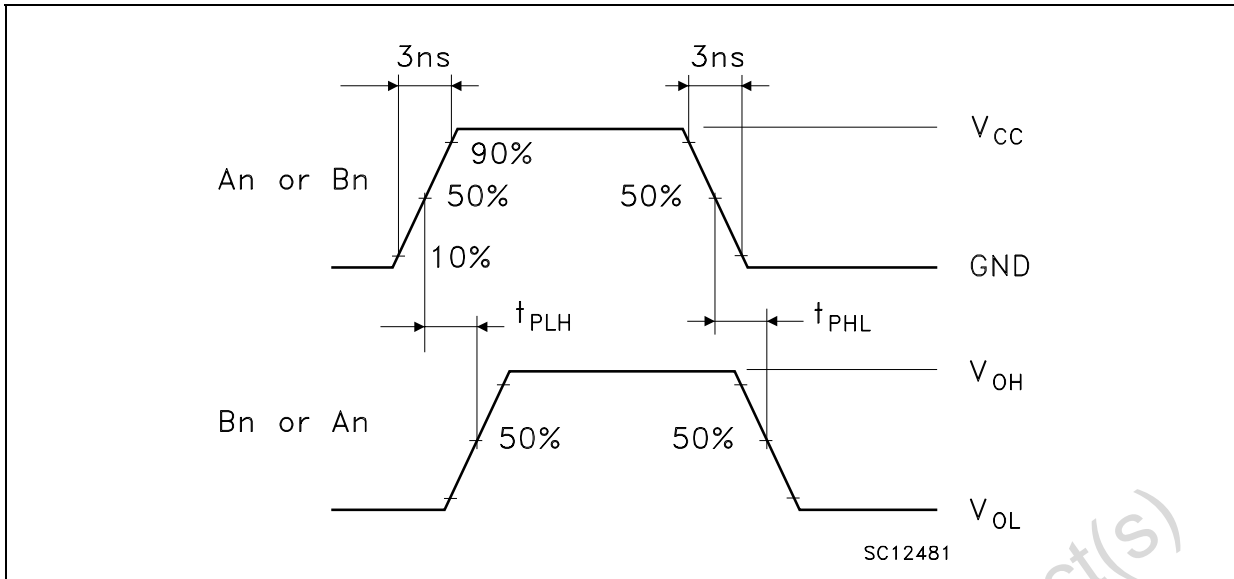 3ns 3ns
V_CC
90%
An or Bn
50% 50%
10%
GND
t_PLH t_PHL
V_OH
Bn or An
50% 50%
V_OL
SC12481
ct(s)